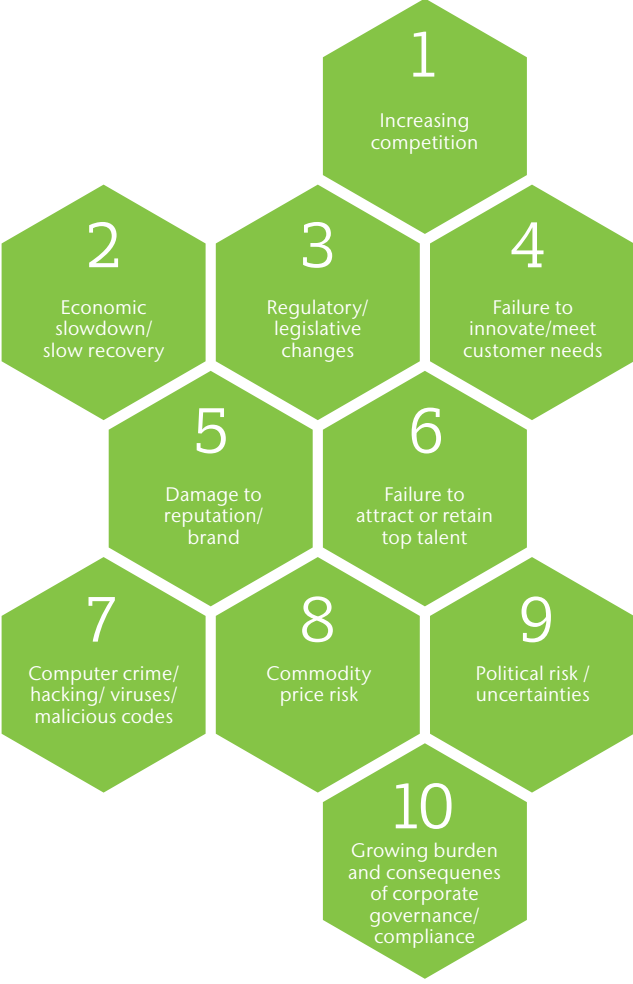 1
Increasing
competition
2
Economic
slowdown/
slow recovery
3
Regulatory/
legislative
changes
4
Failure to
innovate/meet
customer needs
5
Damage to
reputation/
brand
6
Failure to
attract or retain
top talent
7
Computer crime/
hacking/ viruses/
malicious codes
8
Commodity
price risk
9
Political risk /
uncertainties
10
Growing burden
and consequenes
of corporate
governance/
compliance